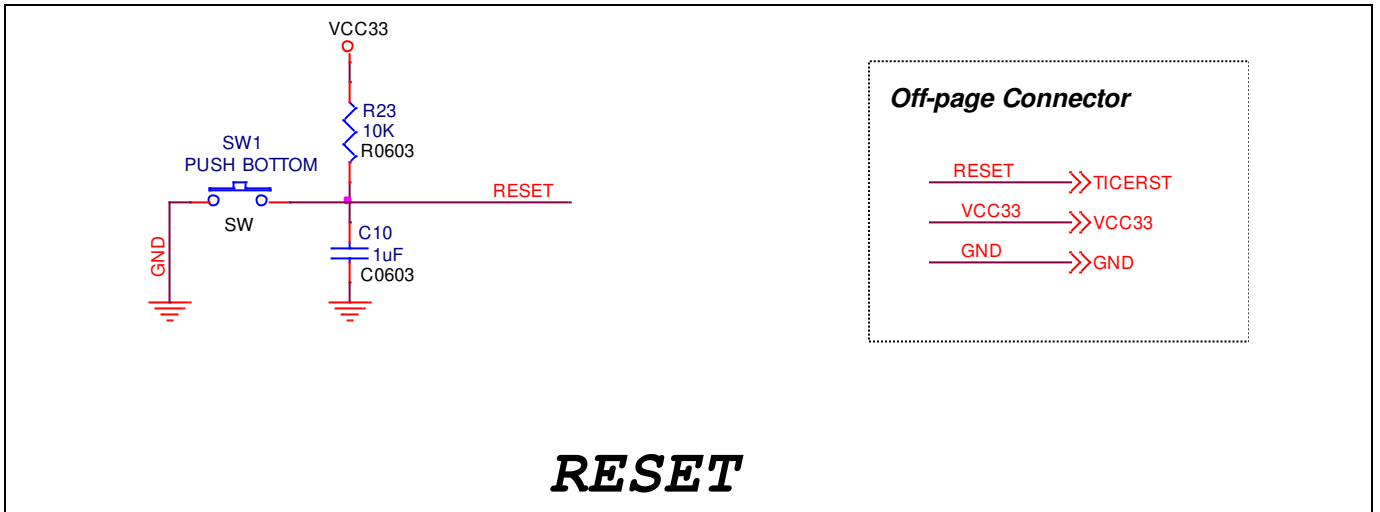 VCC33
R23
10K
R0603
SW1
PUSH BOTTOM
SW
RESET
GND
C10
1uF
C0603
Off-page Connector
RESET
TICERST
VCC33
VCC33
GND
GND
RESET